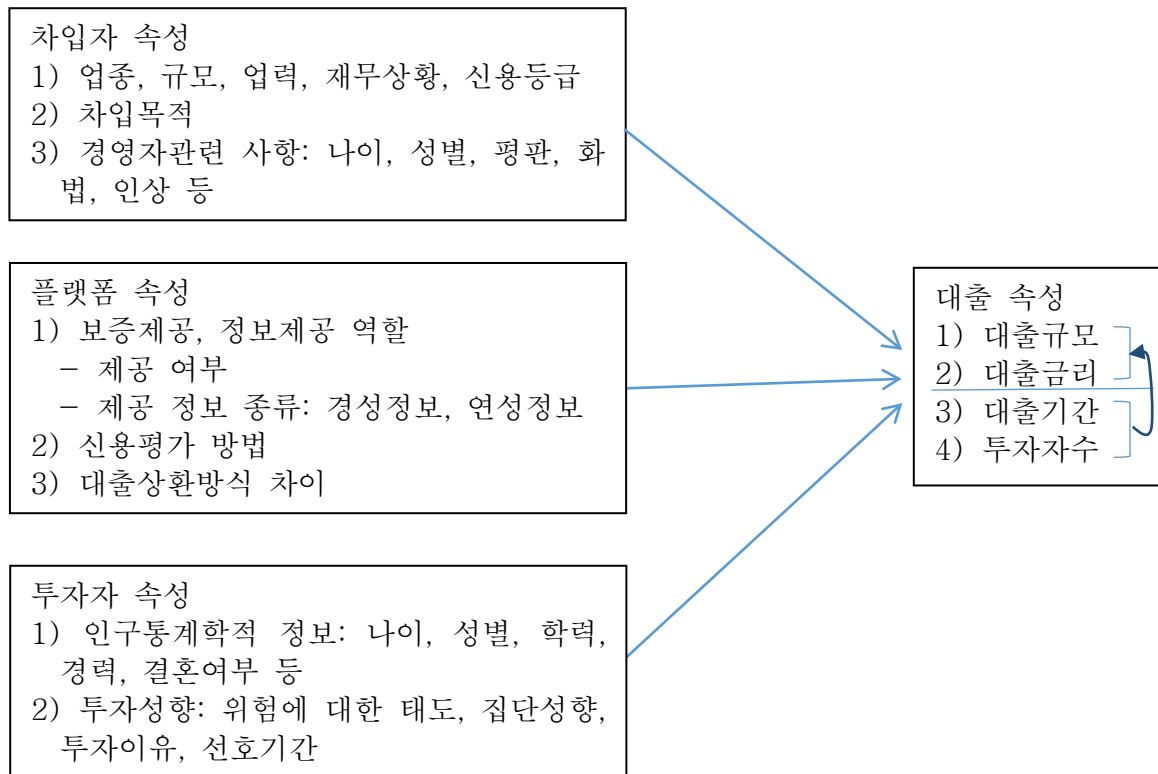 차입자 속성
1) 업종, 규모, 업력, 재무상황, 신용등급
2) 차입목적
3) 경영자관련 사항: 나이, 성별, 평판, 화
법, 인상 등
플랫폼 속성
1) 보증제공, 정보제공 역할
- 제공 여부
- 제공 정보 종류: 경성정보, 연성정보
2) 신용평가 방법
3) 대출상환방식 차이
투자자 속성
1) 인구통계학적 정보: 나이, 성별, 학력,
경력, 결혼여부 등
2) 투자성향: 위험에 대한 태도, 집단성향,
투자이유, 선호기간
대출 속성
1) 대출규모
2) 대출금리
3) 대출기간
4) 투자자수